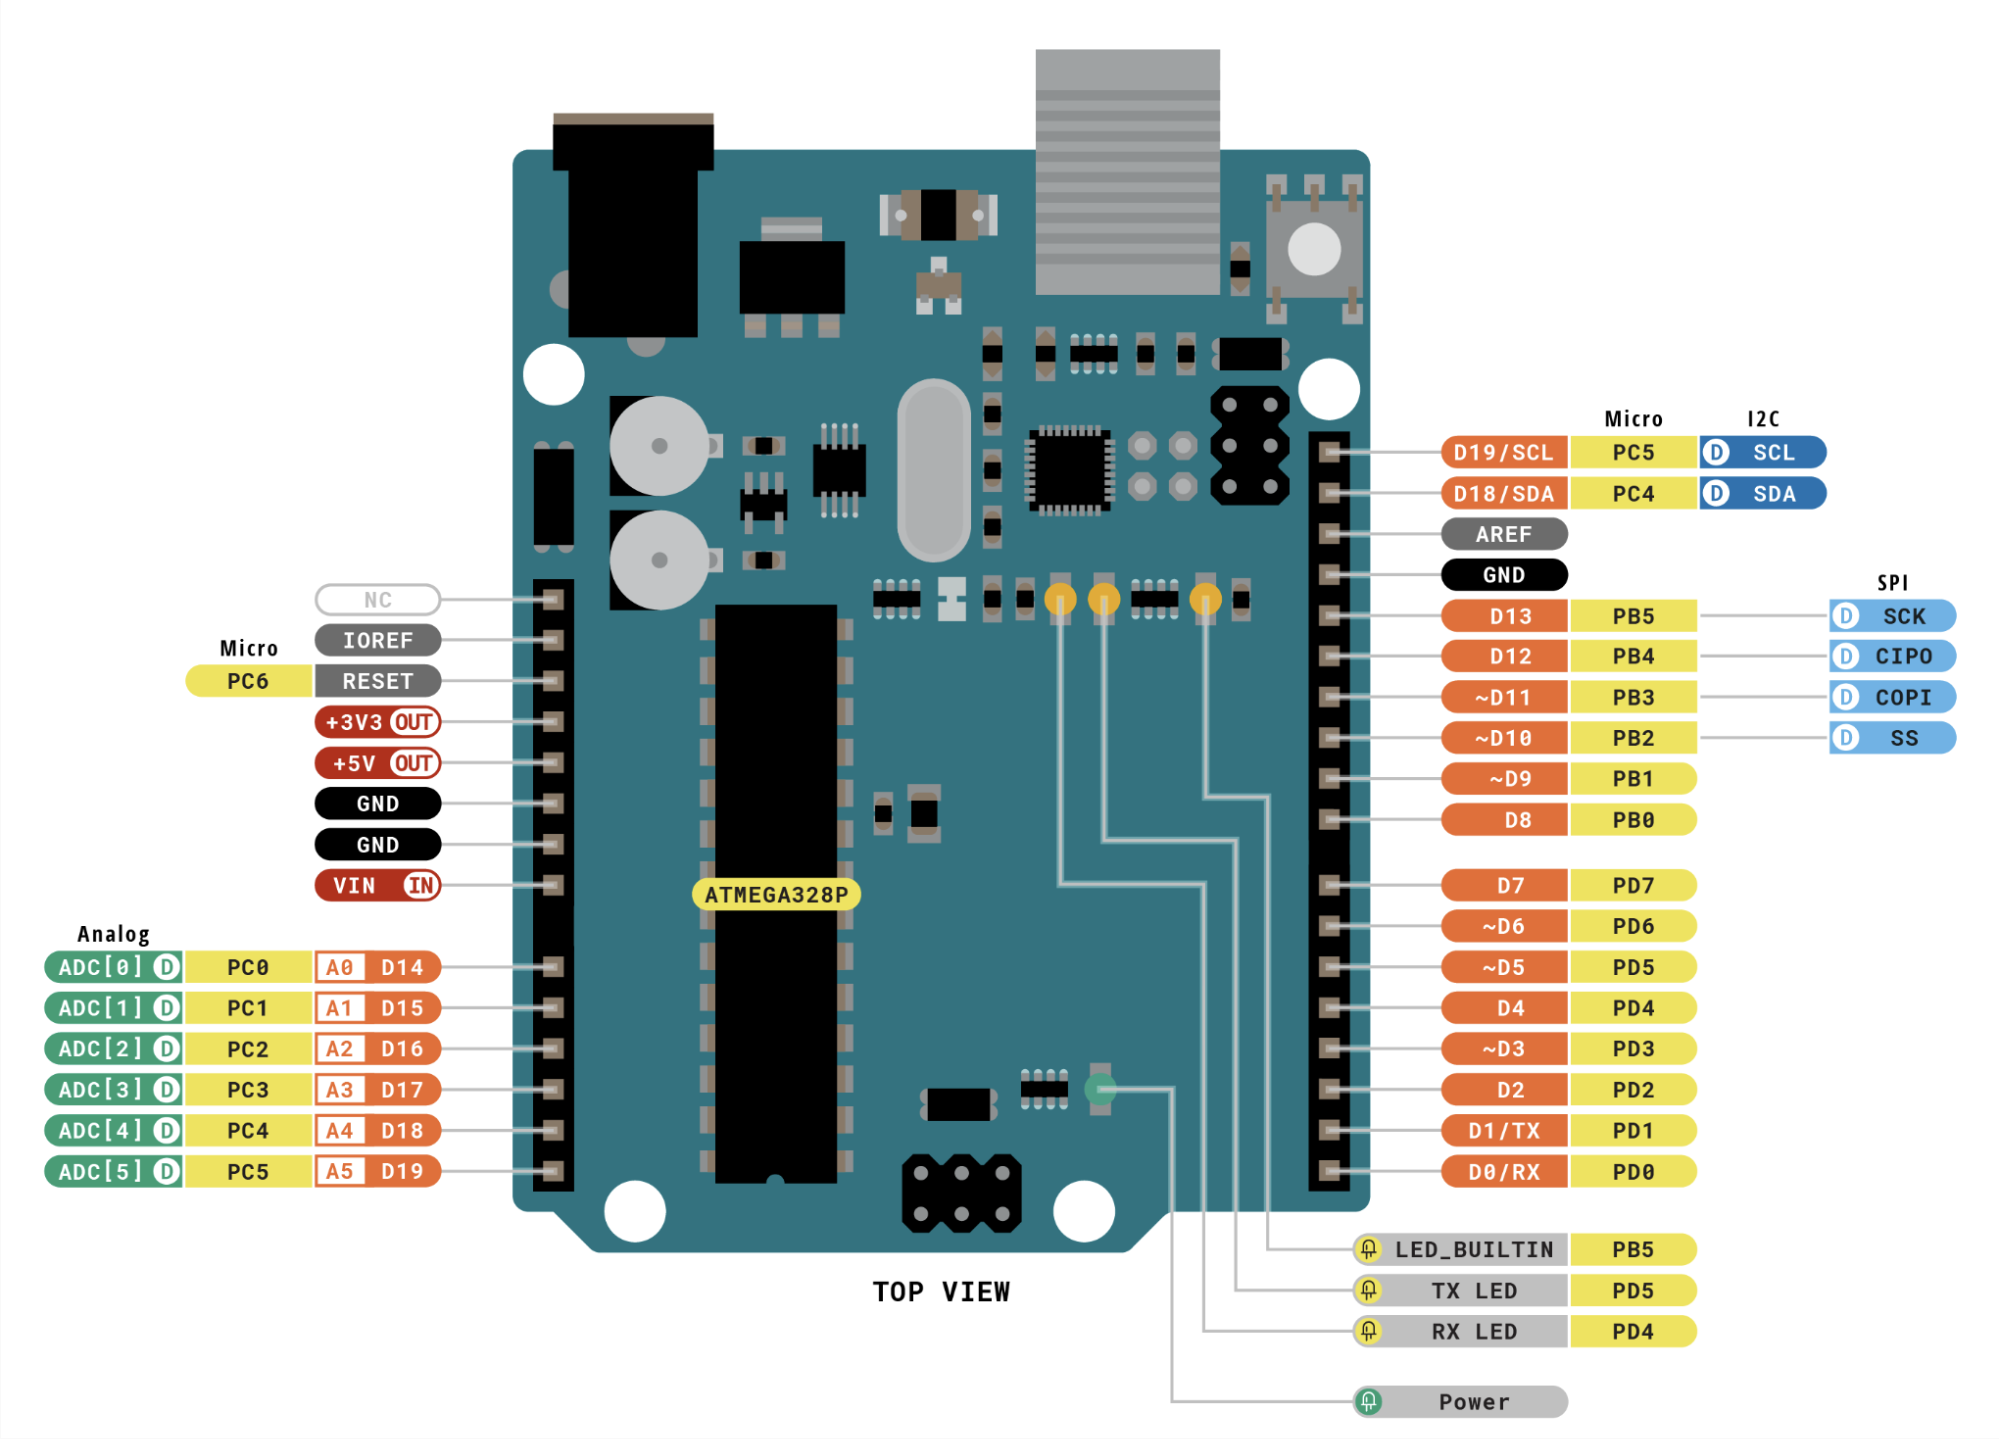 Micro I2C
D19/SCL PC5 D SCL
D18/SDA PC4 D SDA
AREF
GND
SPI
D13 PB5 D SCK
D12 PB4 D CIPO
~D11 PB3 D COPI
~D10 PB2 D SS
~D9 PB1
D8 PB0
D7 PD7
~D6 PD6
~D5 PD5
D4 PD4
~D3 PD3
D2 PD2
D1/TX PD1
D0/RX PD0
NC
IOREF
Micro
PC6 RESET
+3V3 OUT
+5V OUT
GND
GND
VIN IN
Analog
ADC[0] D PC0 A0 D14
ADC[1] D PC1 A1 D15
ADC[2] D PC2 A2 D16
ADC[3] D PC3 A3 D17
ADC[4] D PC4 A4 D18
ADC[5] D PC5 A5 D19
ATMEGA328P
LED_BUILTIN PB5
TX LED PD5
RX LED PD4
Power
TOP VIEW